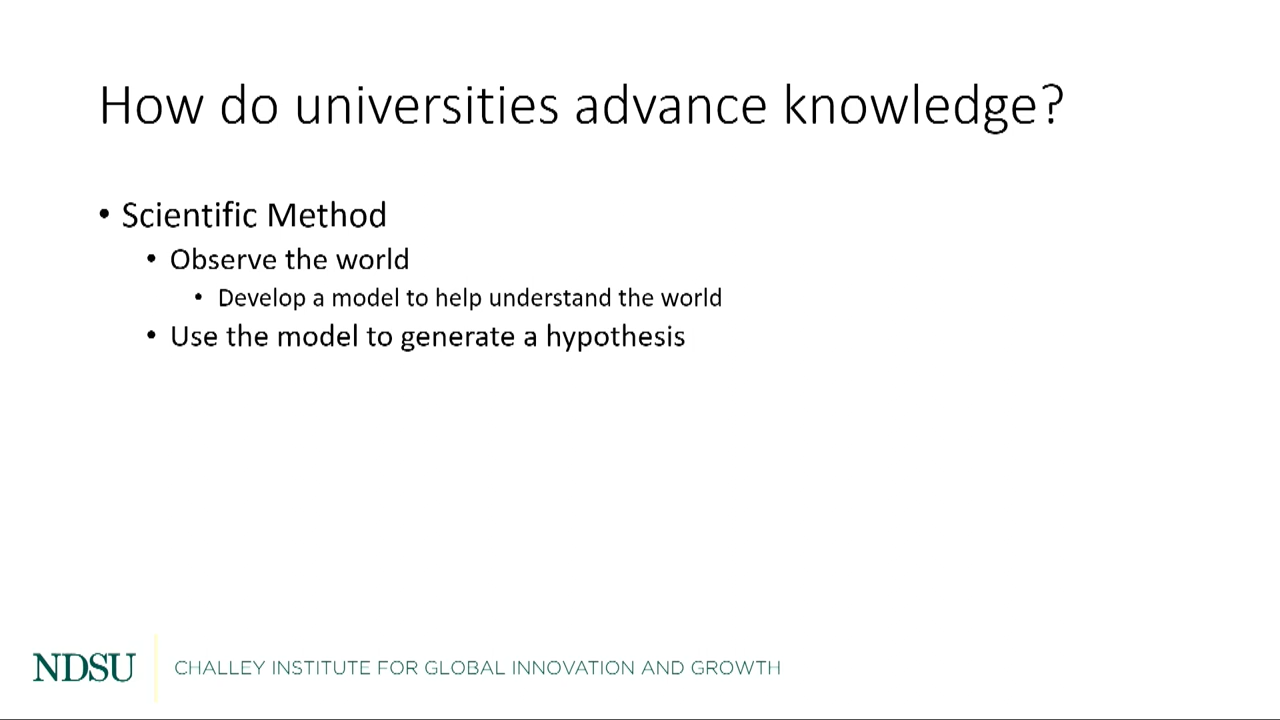 How do universities advance knowledge?
• Scientific Method
• Observe the world
• Develop a model to help understand the world
• Use the model to generate a hypothesis
NDSU CHALLEY INSTITUTE FOR GLOBAL INNOVATION AND GROWTH